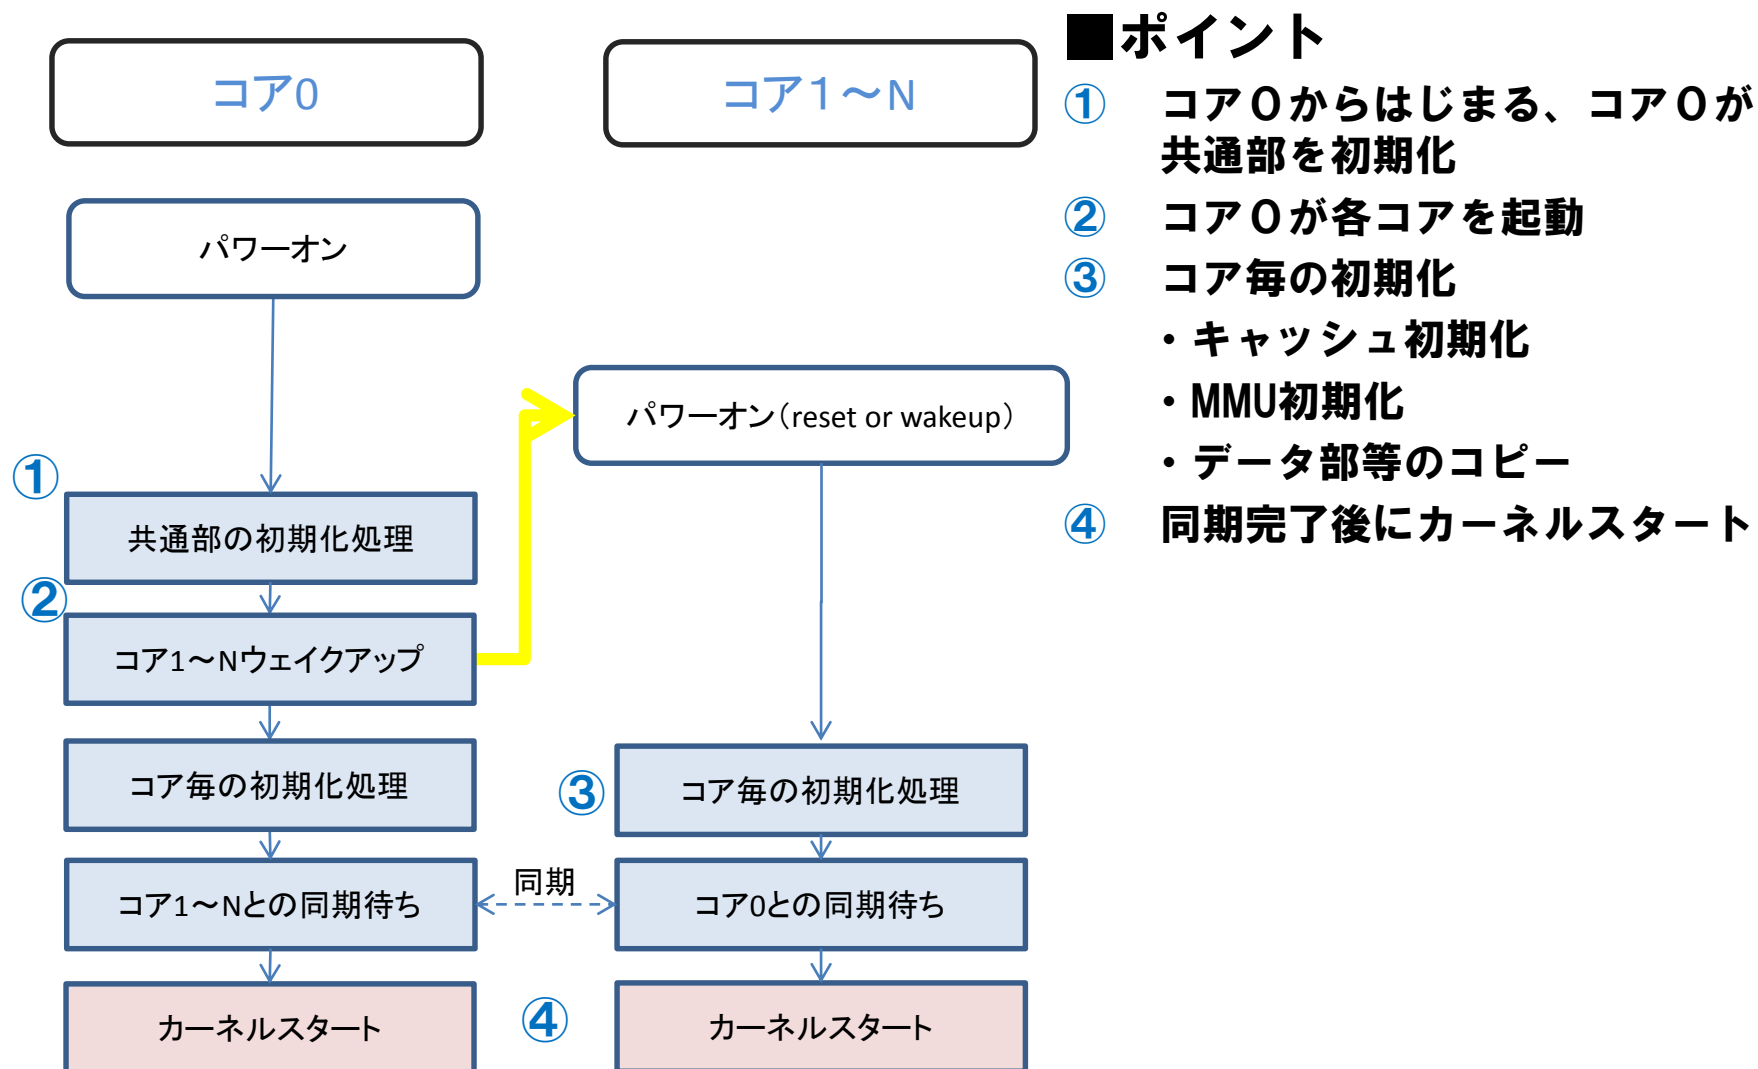 コア0
コア１～N
パワーオン
パワーオン（reset or wakeup）
①
共通部の初期化処理
②
コア1～Nウェイクアップ
コア毎の初期化処理
③
コア毎の初期化処理
コア1～Nとの同期待ち
同期
コア0との同期待ち
カーネルスタート
④
カーネルスタート
■ポイント
① コア０からはじまる、コア０が
共通部を初期化
② コア０が各コアを起動
③ コア毎の初期化
・キャッシュ初期化
・MMU初期化
・データ部等のコピー
④ 同期完了後にカーネルスタート